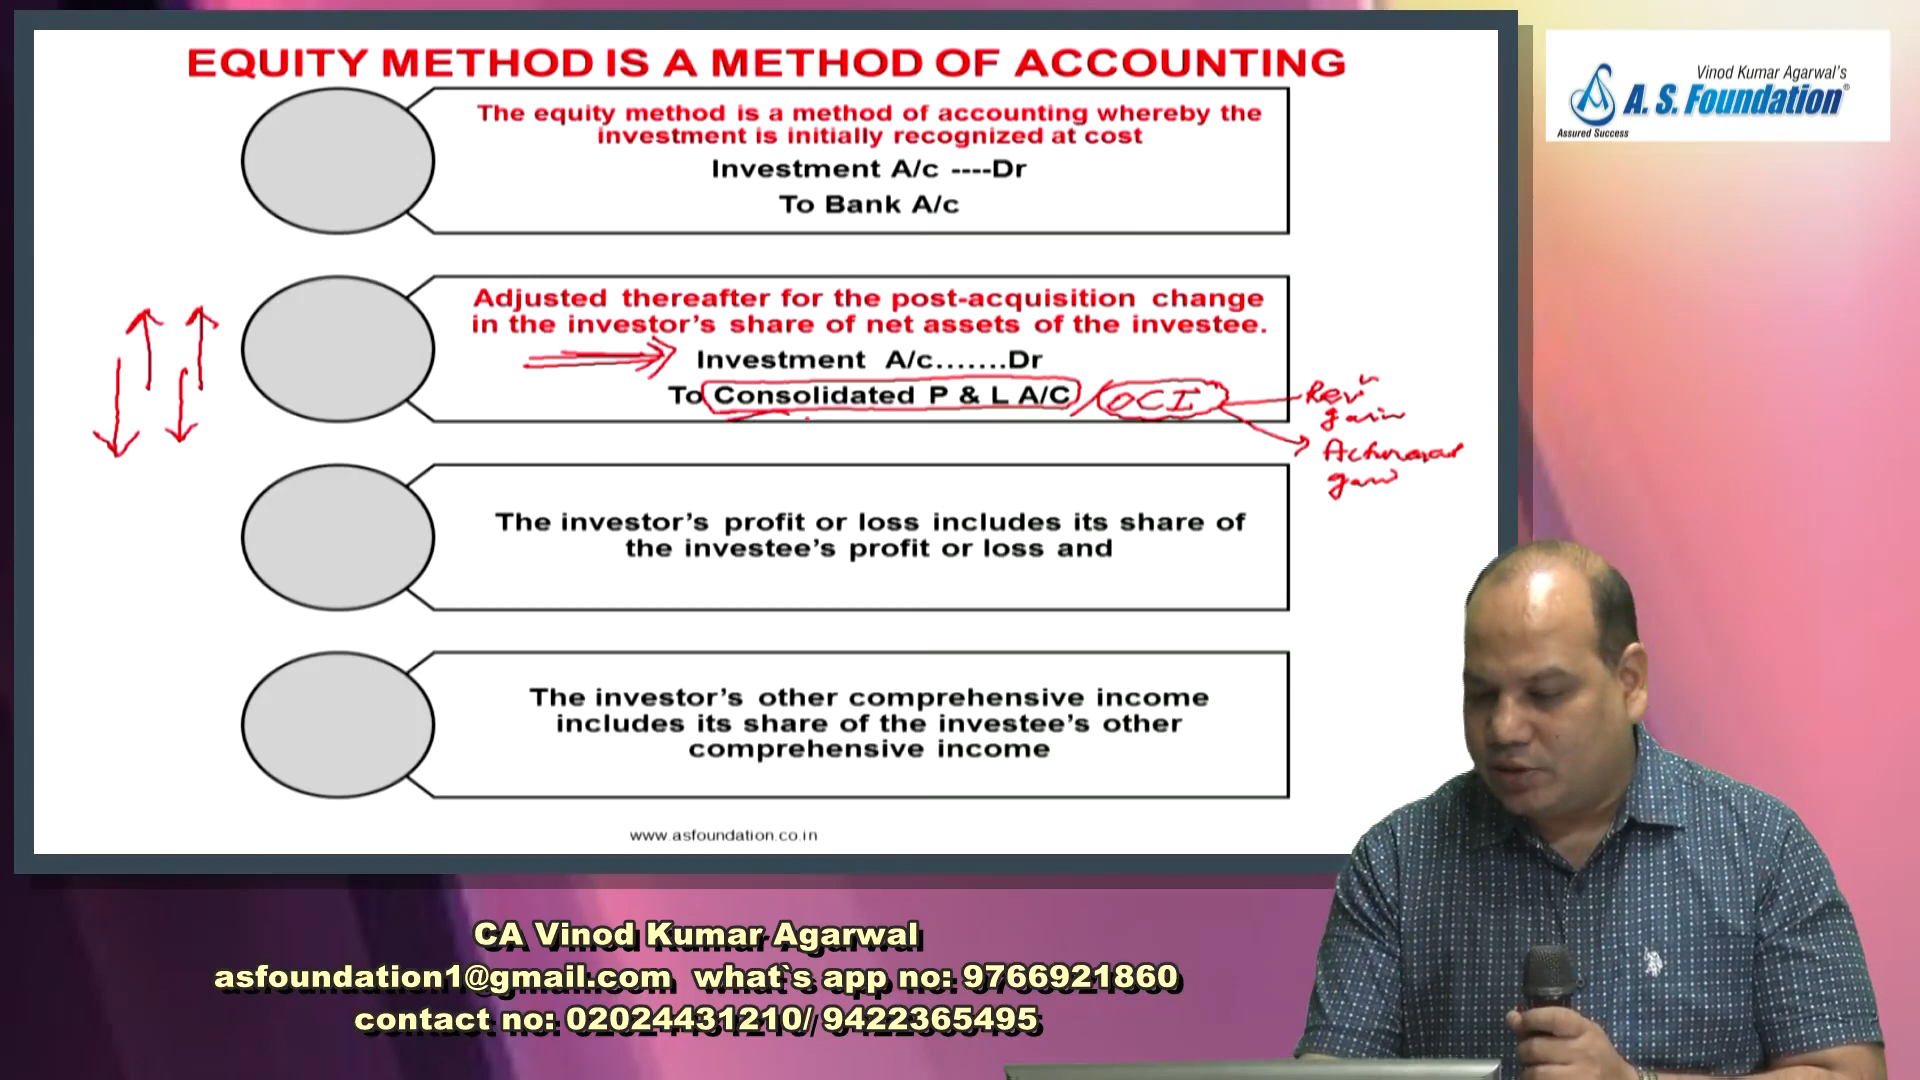 EQUITY METHOD IS A METHOD OF ACCOUNTING
The equity method is a method of accounting whereby the
investment is initially recognized at cost
Investment A/c ----Dr
To Bank A/c
Adjusted thereafter for the post-acquisition change
in the investor's share of net assets of the investee.
Investment A/c.......Dr
To Consolidated P & L A/C / OCI
Revn
gain
Actuarial
gain
The investor's profit or loss includes its share of
the investee's profit or loss and
The investor's other comprehensive income
includes its share of the investee's other
comprehensive income
www.asfoundation.co.in
Vinod Kumar Agarwal's
A. S. Foundation®
Assured Success
CA Vinod Kumar Agarwal
asfoundation1@gmail.com what`s app no: 9766921860
contact no: 02024431210/ 9422365495